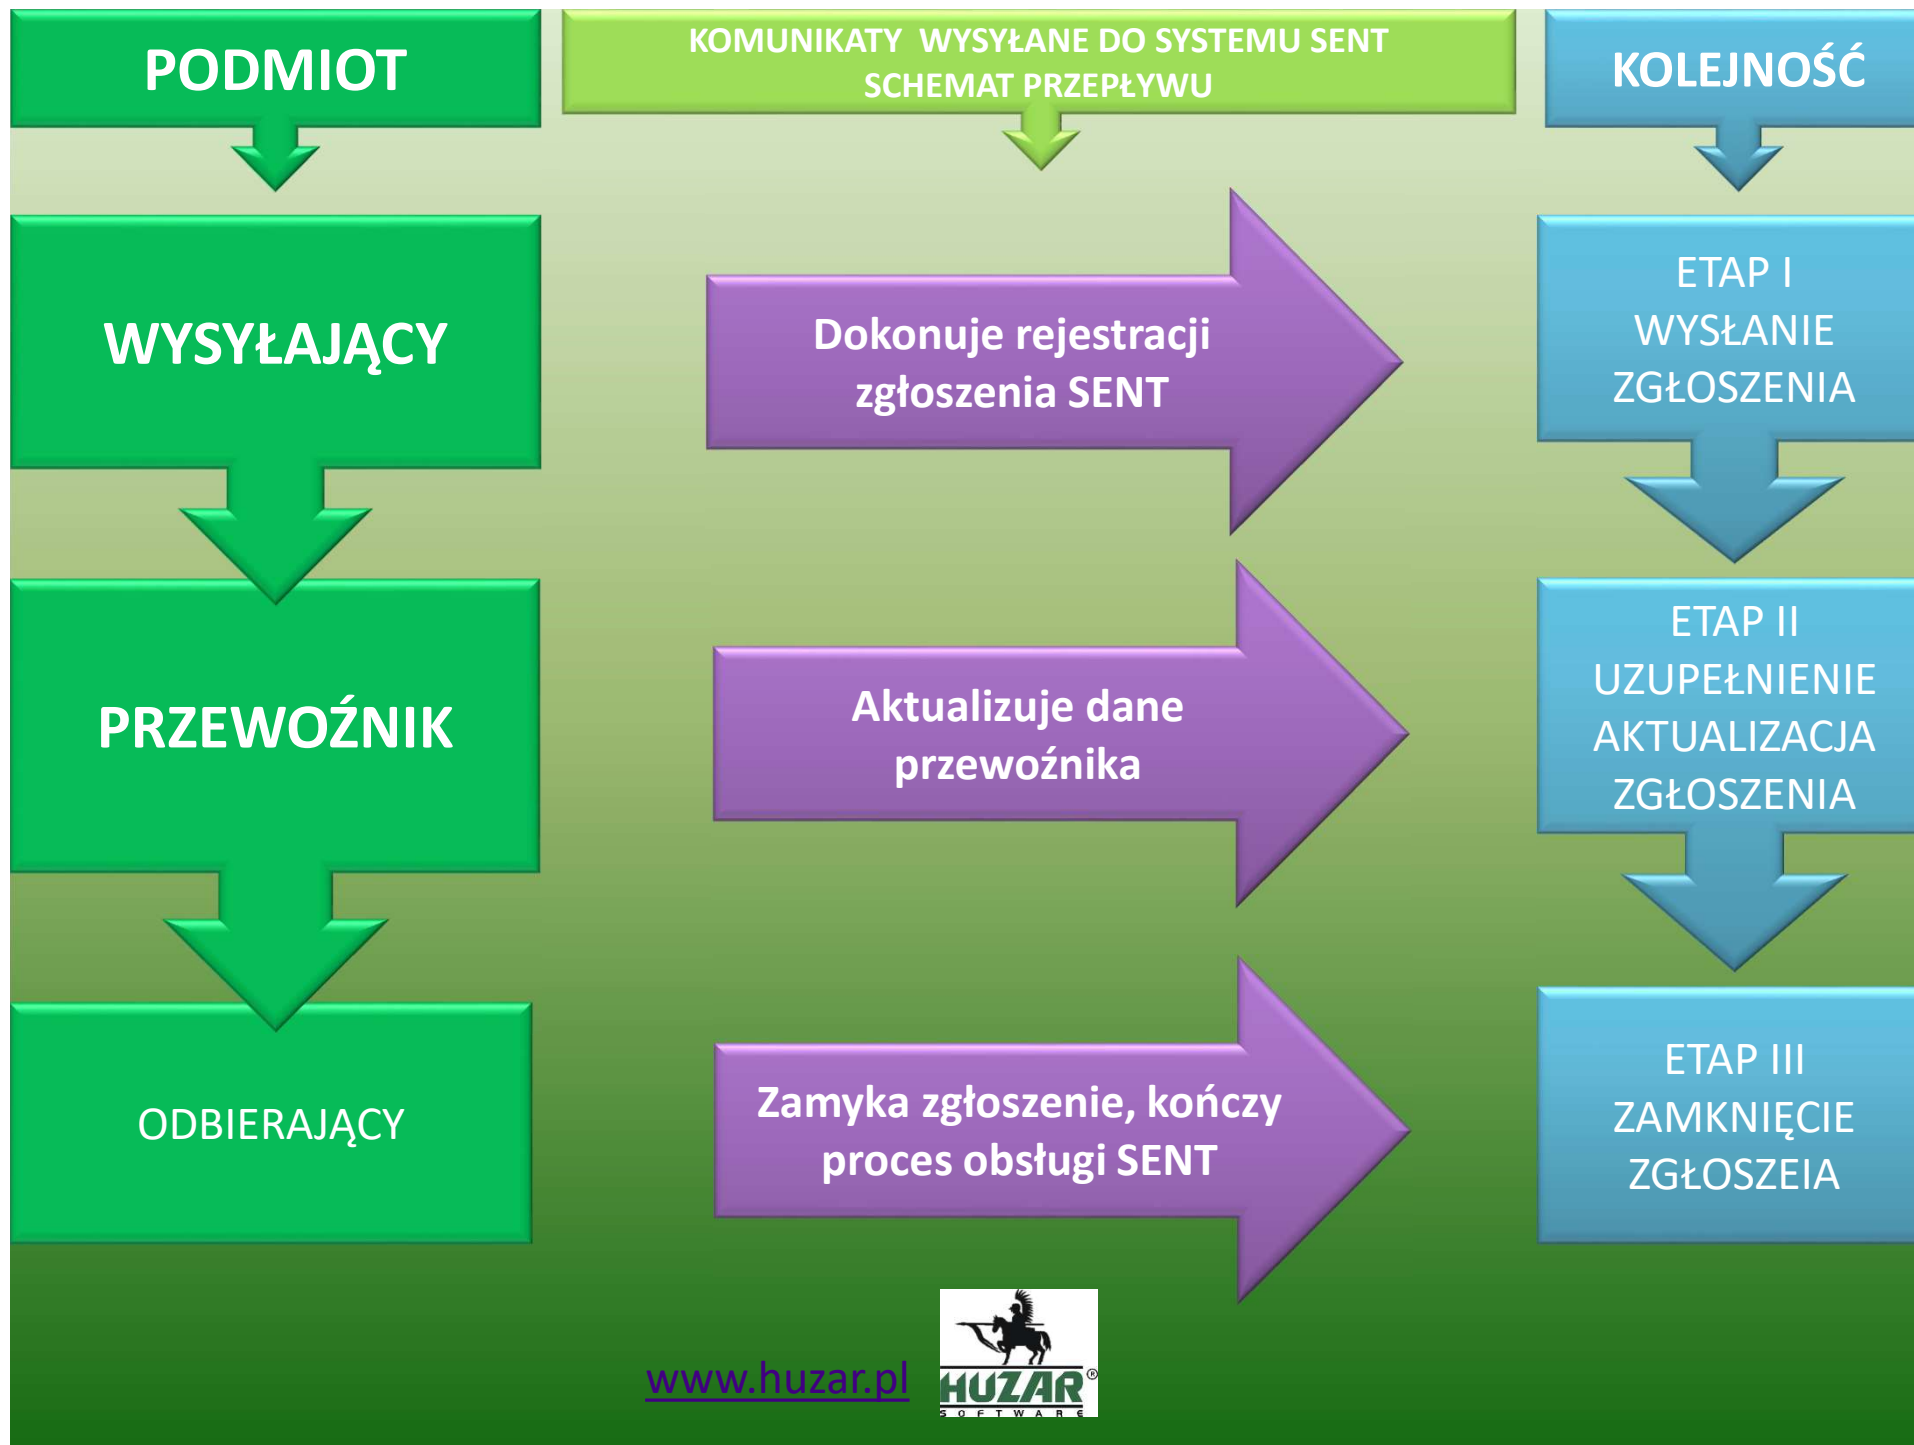 PODMIOT
KOMUNIKATY WYSYŁANE DO SYSTEMU SENT
SCHEMAT PRZEPŁYWU
KOLEJNOŚĆ
WYSYŁAJĄCY
Dokonuje rejestracji
zgłoszenia SENT
ETAP I
WYSŁANIE
ZGŁOSZENIA
PRZEWOŹNIK
Aktualizuje dane
przewoźnika
ETAP II
UZUPEŁNIENIE
AKTUALIZACJA
ZGŁOSZENIA
ODBIERAJĄCY
Zamyka zgłoszenie, kończy
proces obsługi SENT
ETAP III
ZAMKNIĘCIE
ZGŁOSZEIA
www.huzar.pl
HUZAR®
SOFTWARE